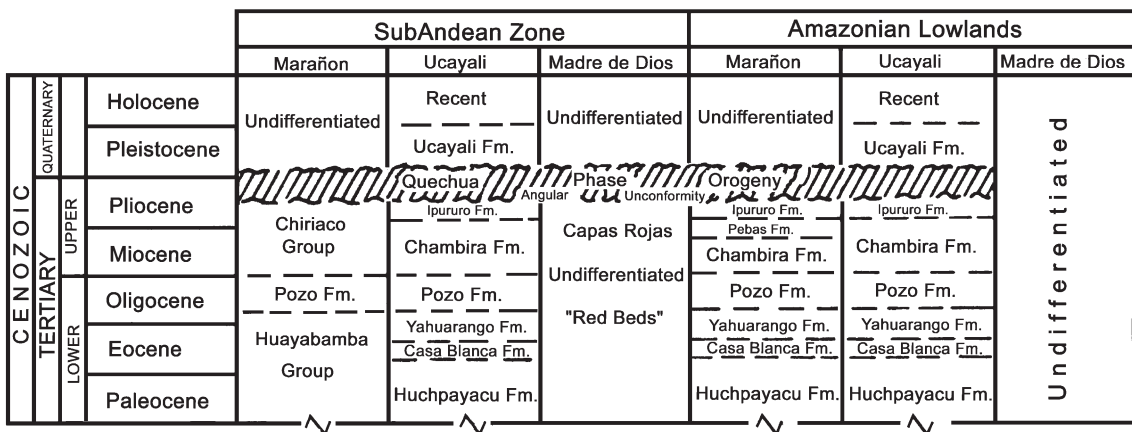 SubAndean Zone Amazonian Lowlands
Marañon Ucayali Madre de Dios Marañon Ucayali Madre de Dios
CENOZOIC
TERTIARY
QUATERNARY
UPPER
LOWER
Holocene
Pleistocene
Pliocene
Miocene
Oligocene
Eocene
Paleocene
Undifferentiated
Chiriaco
Group
Pozo Fm.
Huayabamba
Group
Recent
Ucayali Fm.
Ipururo Fm.
Chambira Fm.
Pozo Fm.
Yahuarango Fm.
Casa Blanca Fm.
Huchpayacu Fm.
Undifferentiated
Quechua Phase Orogeny
Angular Unconformity
Capas Rojas
Undifferentiated
"Red Beds"
Undifferentiated
Ipururo Fm.
Pebas Fm.
Chambira Fm.
Pozo Fm.
Yahuarango Fm.
Casa Blanca Fm.
Huchpayacu Fm.
Recent
Ucayali Fm.
Ipururo Fm.
Chambira Fm.
Pozo Fm.
Yahuarango Fm.
Casa Blanca Fm.
Huchpayacu Fm.
Undifferentiated